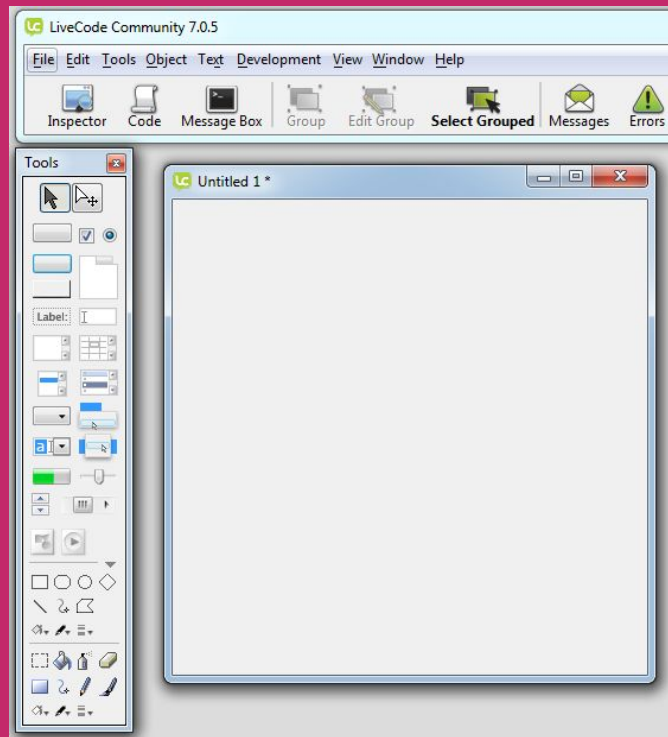 LiveCode Community 7.0.5
File Edit Tools Object Text Development View Window Help
Inspector Code Message Box Group Edit Group Select Grouped Messages Errors
Tools
Untitled 1 *
Label:
a